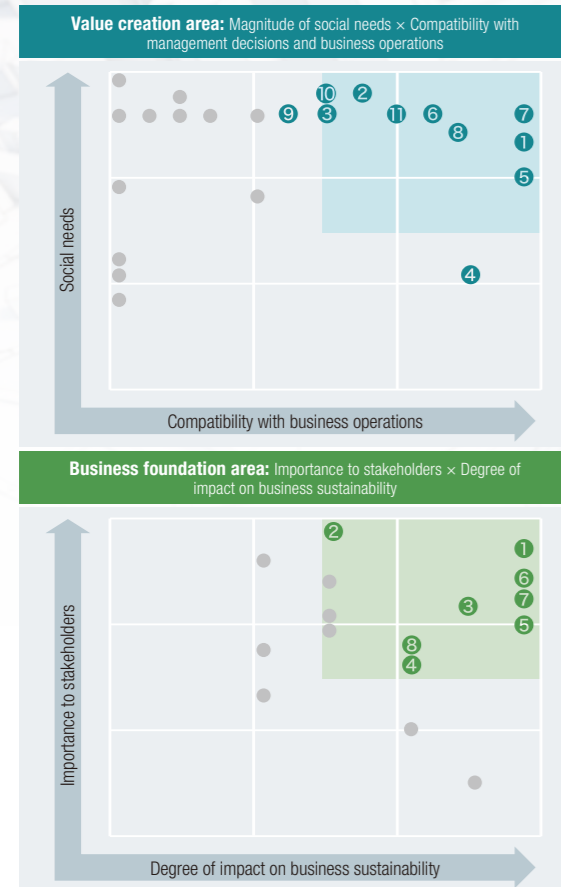 Value creation area: Magnitude of social needs × Compatibility with
management decisions and business operations
Social needs
⑩ ②
⑨ ③ ⑪ ⑥ ⑦
⑧
①
⑤
④
Compatibility with business operations
Business foundation area: Importance to stakeholders × Degree of
impact on business sustainability
Importance to stakeholders
②
①
⑥
⑦
③
⑤
⑧
④
Degree of impact on business sustainability